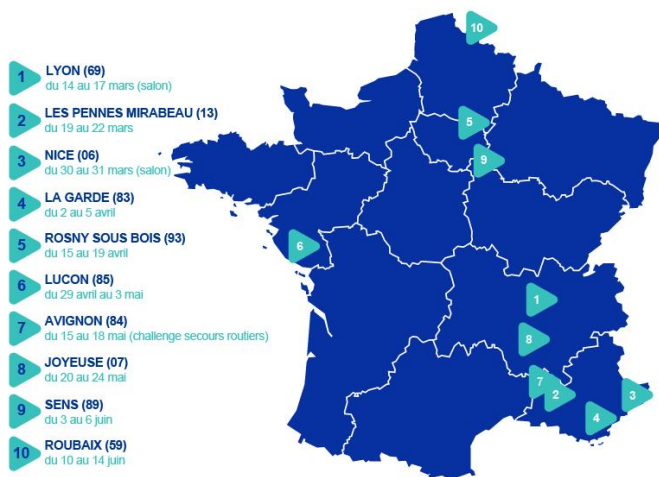 1 LYON (69)
du 14 au 17 mars (salon)
2 LES PENNES MIRABEAU (13)
du 19 au 22 mars
3 NICE (06)
du 30 au 31 mars (salon)
4 LA GARDE (83)
du 2 au 5 avril
5 ROSNY SOUS BOIS (93)
du 15 au 19 avril
6 LUCON (85)
du 29 avril au 3 mai
7 AVIGNON (84)
du 15 au 18 mai (challenge secours routiers)
8 JOYEUSE (07)
du 20 au 24 mai
9 SENS (89)
du 3 au 6 juin
10 ROUBAIX (59)
du 10 au 14 juin
10
5
9
6
1
8
7
2
3
4